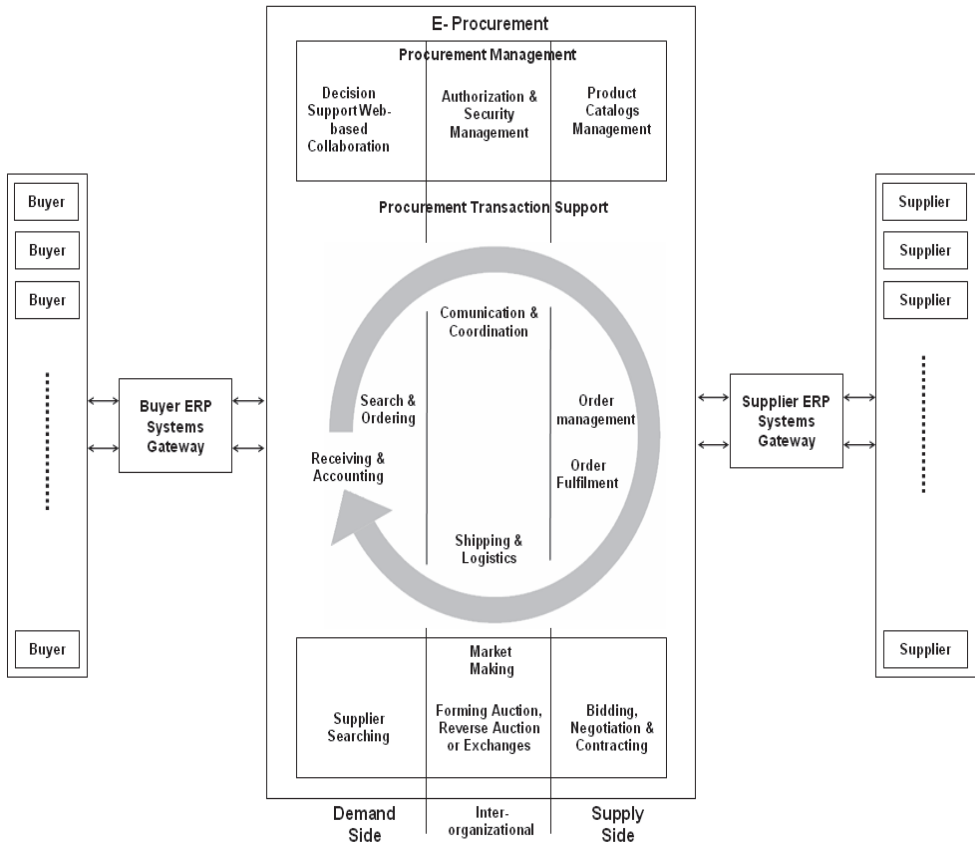 E- Procurement
Procurement Management
Decision
Support Web-
based
Collaboration
Authorization &
Security
Management
Product
Catalogs
Management
Procurement Transaction Support
Comunication &
Coordination
Search &
Ordering
Order
management
Receiving &
Accounting
Order
Fulfilment
Shipping &
Logistics
Market
Making
Supplier
Searching
Forming Auction,
Reverse Auction
or Exchanges
Bidding,
Negotiation &
Contracting
Demand
Side
Inter-
organizational
Supply
Side
Buyer
Buyer
Buyer
Buyer
Buyer ERP
Systems
Gateway
Supplier ERP
Systems
Gateway
Supplier
Supplier
Supplier
Supplier